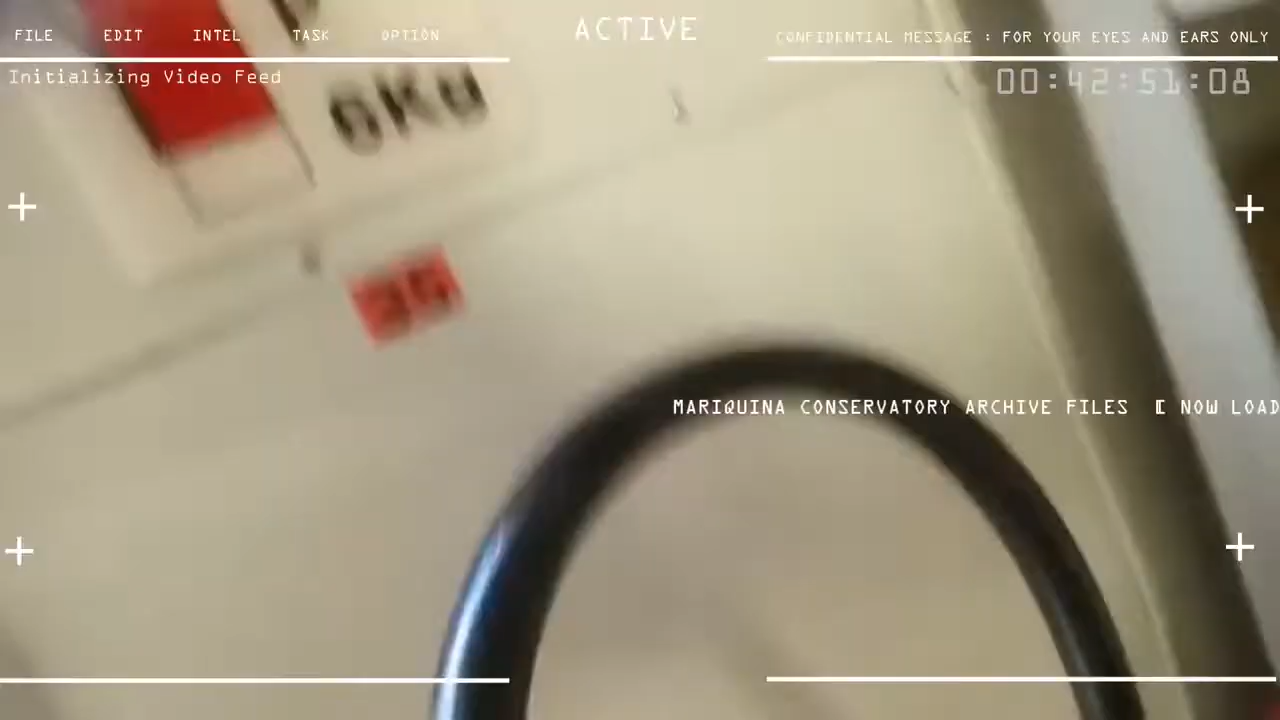 FILE EDIT INTEL TASK OPTION
ACTIVE
CONFIDENTIAL MESSAGE : FOR YOUR EYES AND EARS ONLY
Initializing Video Feed
00:42:51:08
6Kg
MARIQUINA CONSERVATORY ARCHIVE FILES [ NOW LOAD